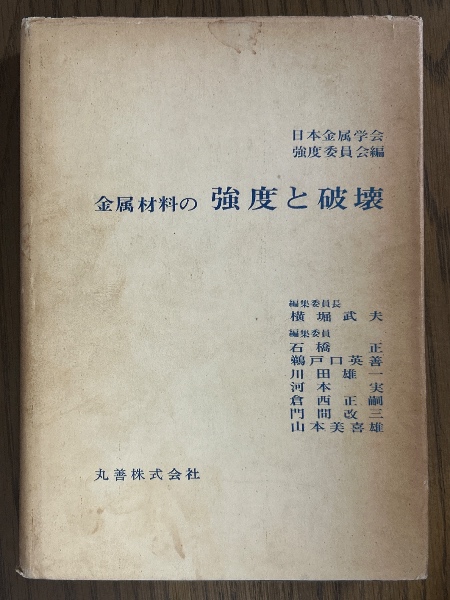 日本金属学会
強度委員会編
金属材料の 強度と破壊
編集委員長
横堀武夫
編集委員
石橋正
鵜戸口英善
川田雄一
河本実
倉西正嗣
門間改三
山本美喜雄
丸善株式会社